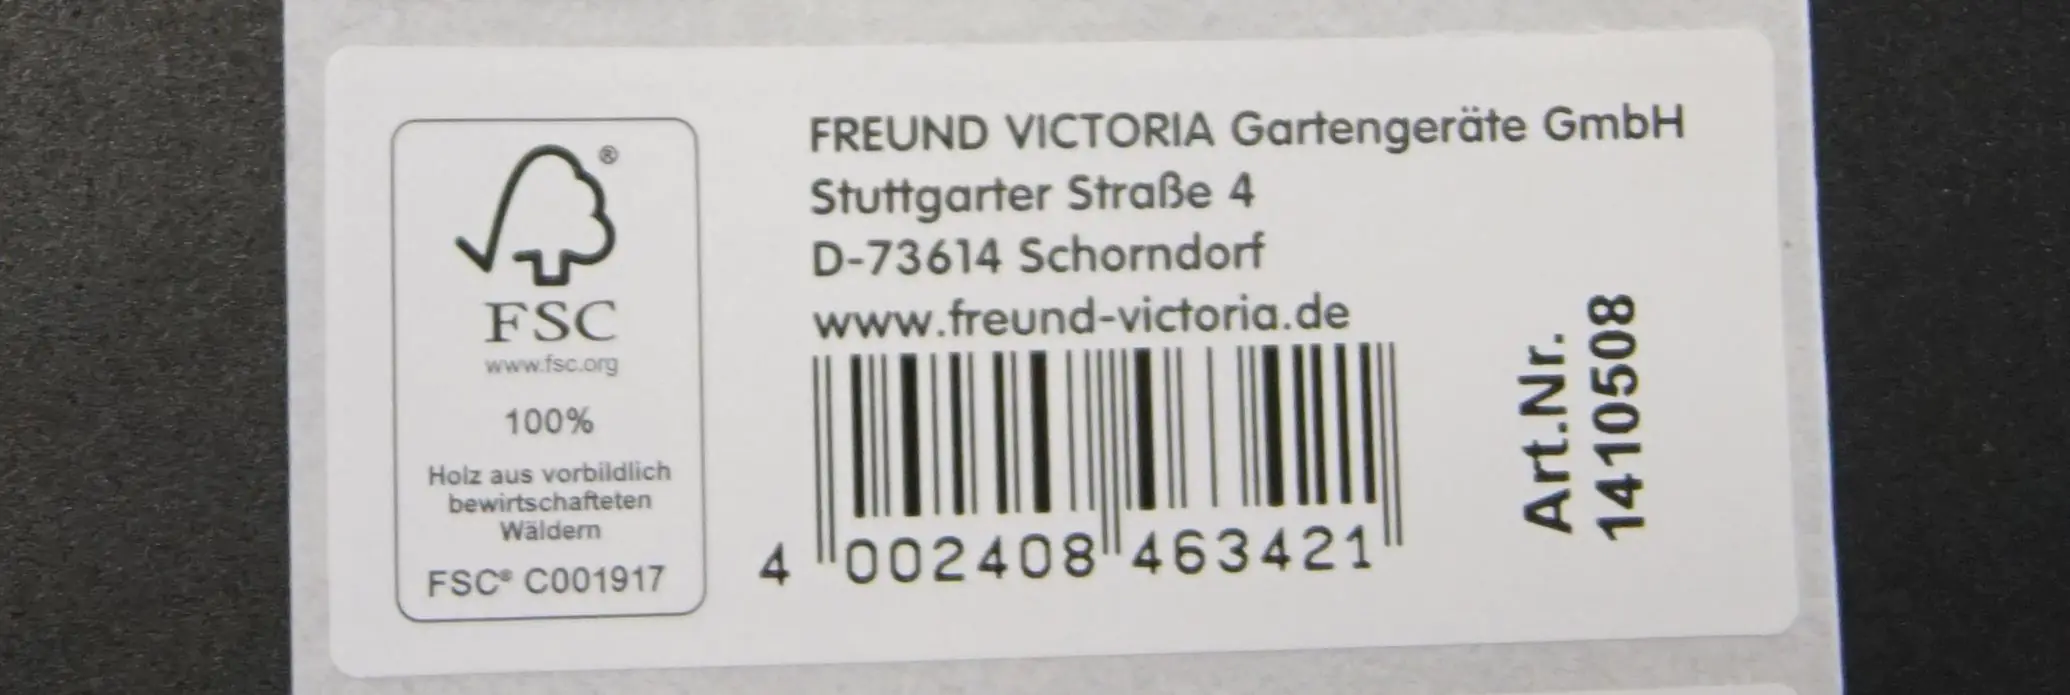 ®
FSC
www.fsc.org
100%
Holz aus vorbildlich
bewirtschafteten
Wäldern
FSC® C001917
FREUND VICTORIA Gartengeräte GmbH
Stuttgarter Straße 4
D-73614 Schorndorf
www.freund-victoria.de
4 002408 463421
Art.Nr.
1410508